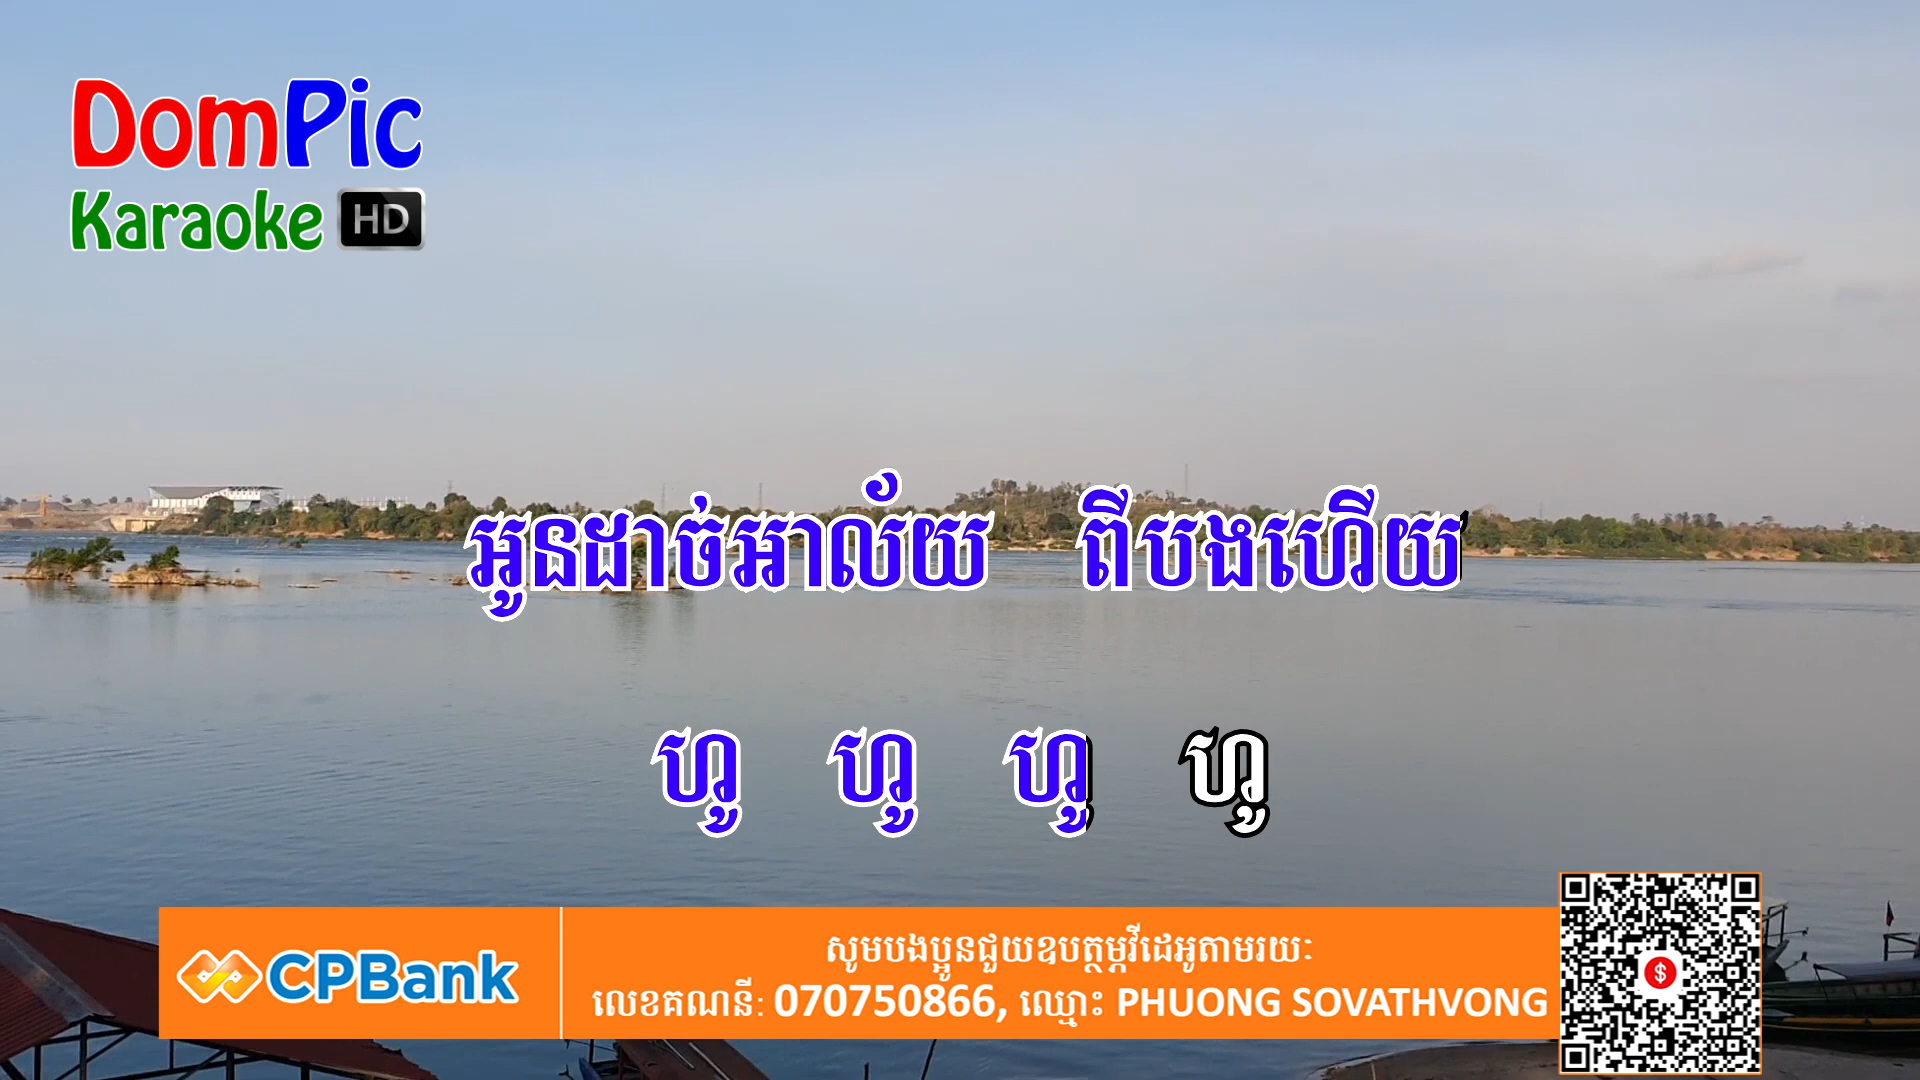 DomPic
Karaoke HD
អូនដាច់អាល័យ ពីបងហើយ
ហូ ហូ ហូ ហូ
សូមបងប្អូនជួយឧបត្ថម្ភវីដេអូតាមរយៈ
CPBank
លេខគណនី: 070750866, ឈ្មោះ PHUONG SOVATHVONG